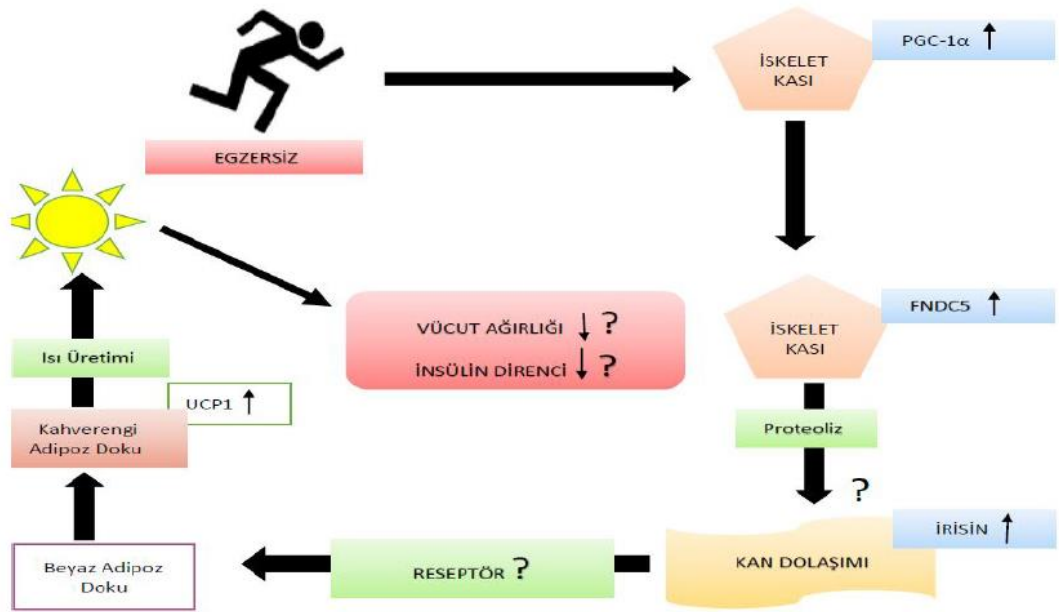 EGZERSİZ
İSKELET
KASI
PGC-1α ↑
İSKELET
KASI
FNDC5 ↑
Proteoliz
?
KAN DOLAŞIMI
İRİSİN ↑
RESEPTÖR ?
Beyaz Adipoz
Doku
Kahverengi
Adipoz Doku
UCP1 ↑
Isı Üretimi
VÜCUT AĞIRLIĞI ↓ ?
İNSÜLİN DİRENCİ ↓ ?